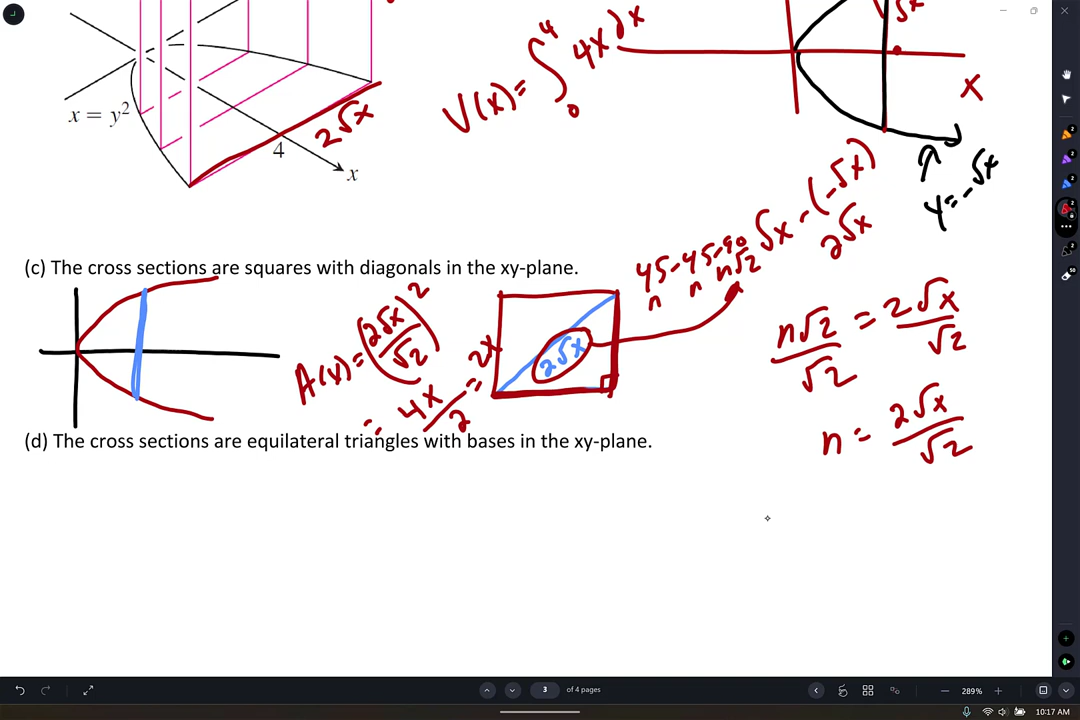 x = y²
2√x
4
x
V(x) = ∫₀⁴ 4x dx
√x
x
y = -√x
√x - (-√x)
2√x
(c) The cross sections are squares with diagonals in the xy-plane.
45-45-90
n n n√2
A(x) = (2√x/√2)²
= 4x/2 = 2x
2√x
n√2/√2 = 2√x/√2
n = 2√x/√2
(d) The cross sections are equilateral triangles with bases in the xy-plane.
3 of 4 pages
289%
10:17 AM